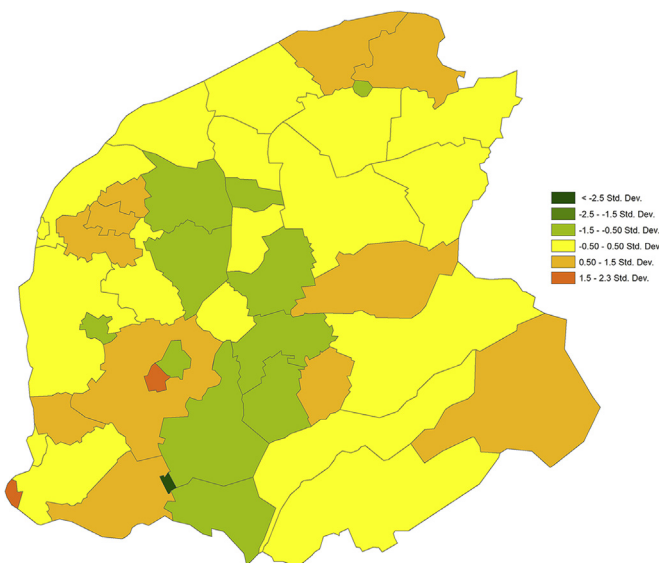 < -2.5 Std. Dev.
-2.5 - -1.5 Std. Dev.
-1.5 - -0.50 Std. Dev.
-0.50 - 0.50 Std. Dev
0.50 - 1.5 Std. Dev.
1.5 - 2.3 Std. Dev.